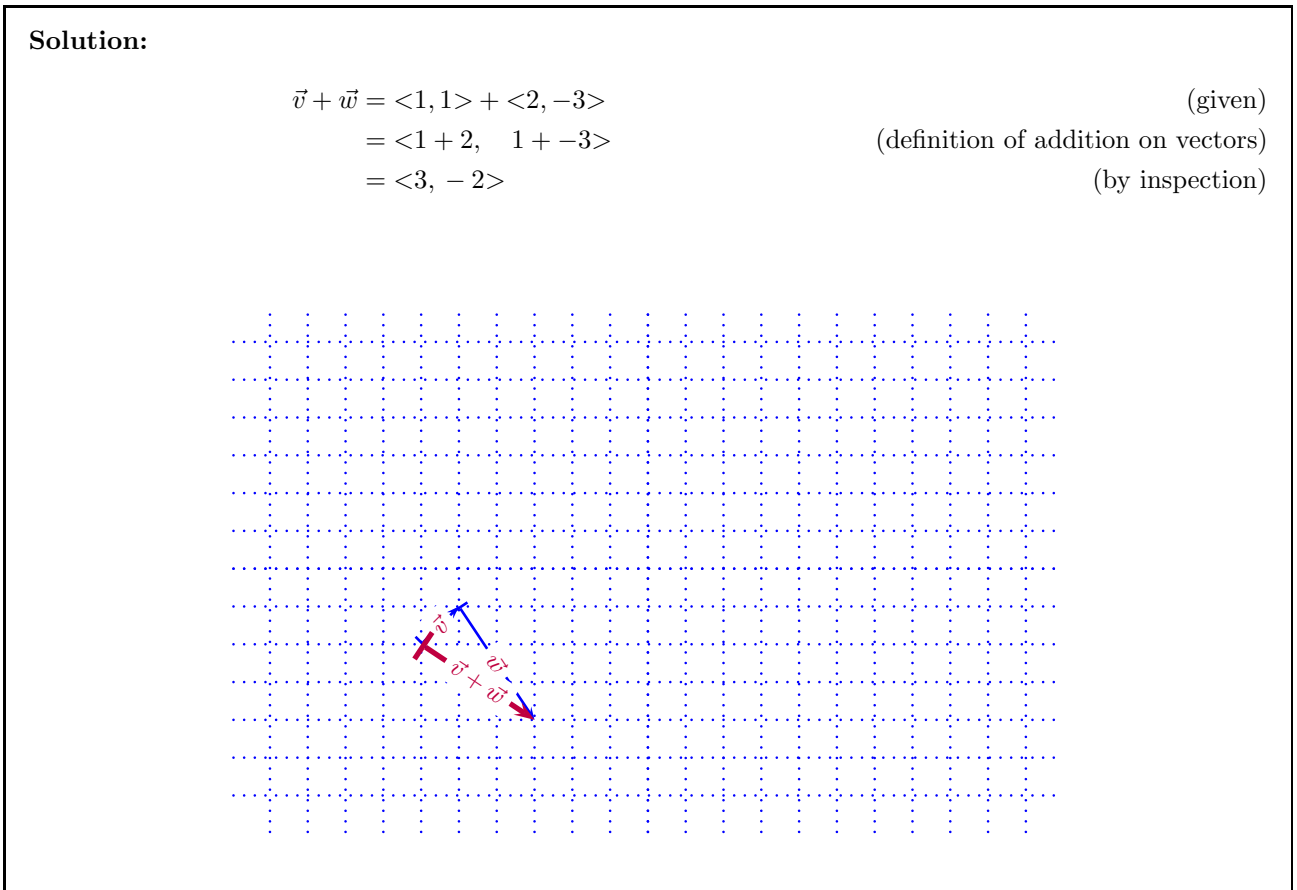 Solution:
v⃗ + w⃗ = <1, 1> + <2, −3> (given)
= <1 + 2, 1 + −3> (definition of addition on vectors)
= <3, − 2> (by inspection)
v⃗
w⃗
v⃗ + w⃗